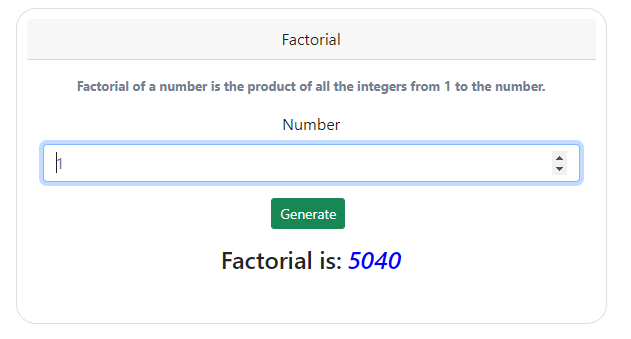 Factorial
Factorial of a number is the product of all the integers from 1 to the number.
Number
1
Generate
Factorial is: 5040